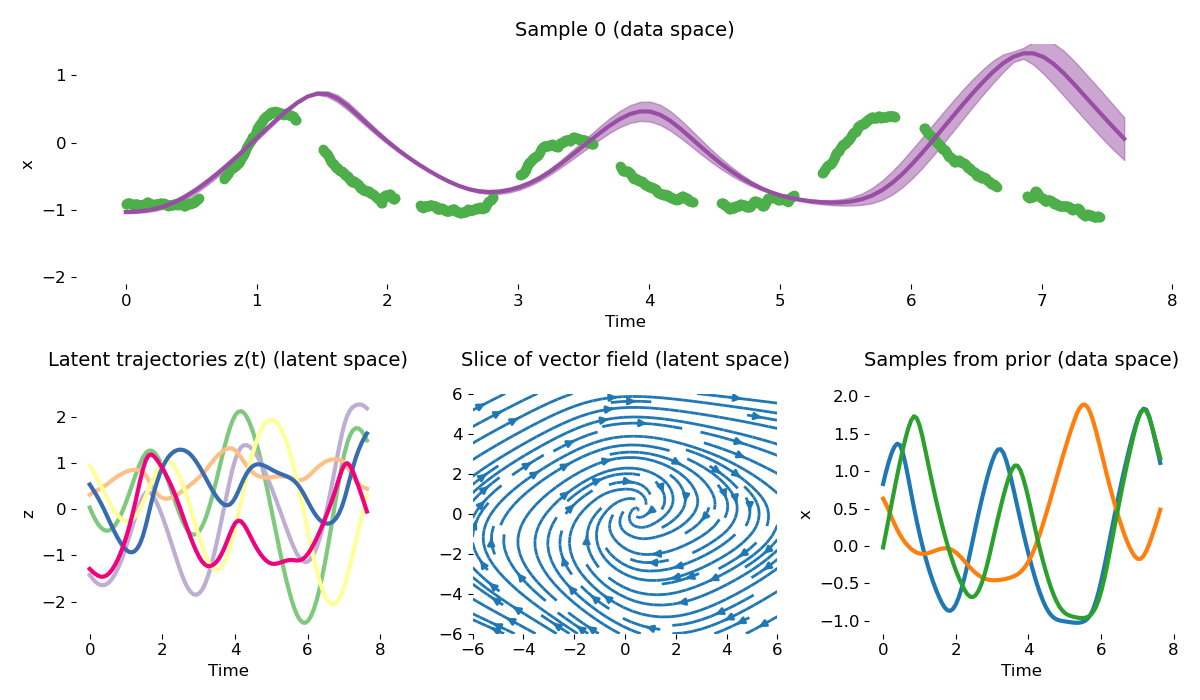 Sample 0 (data space)
1
0
−1
−2
x
0 1 2 3 4 5 6 7 8
Time
Latent trajectories z(t) (latent space)
2
1
0
−1
−2
z
0 2 4 6 8
Time
Slice of vector field (latent space)
6
4
2
0
−2
−4
−6
−6 −4 −2 0 2 4 6
Samples from prior (data space)
2.0
1.5
1.0
0.5
0.0
−0.5
−1.0
x
0 2 4 6 8
Time